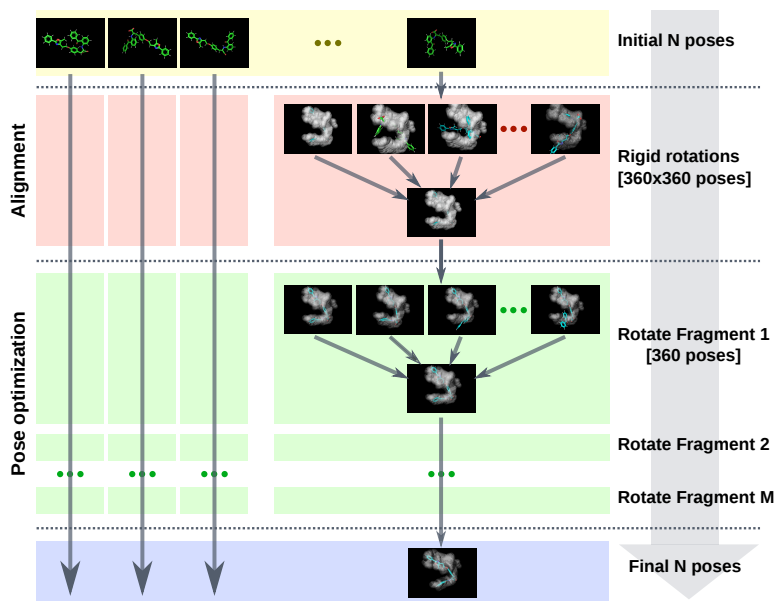 Initial N poses
Alignment
Rigid rotations
[360x360 poses]
Pose optimization
Rotate Fragment 1
[360 poses]
Rotate Fragment 2
Rotate Fragment M
Final N poses